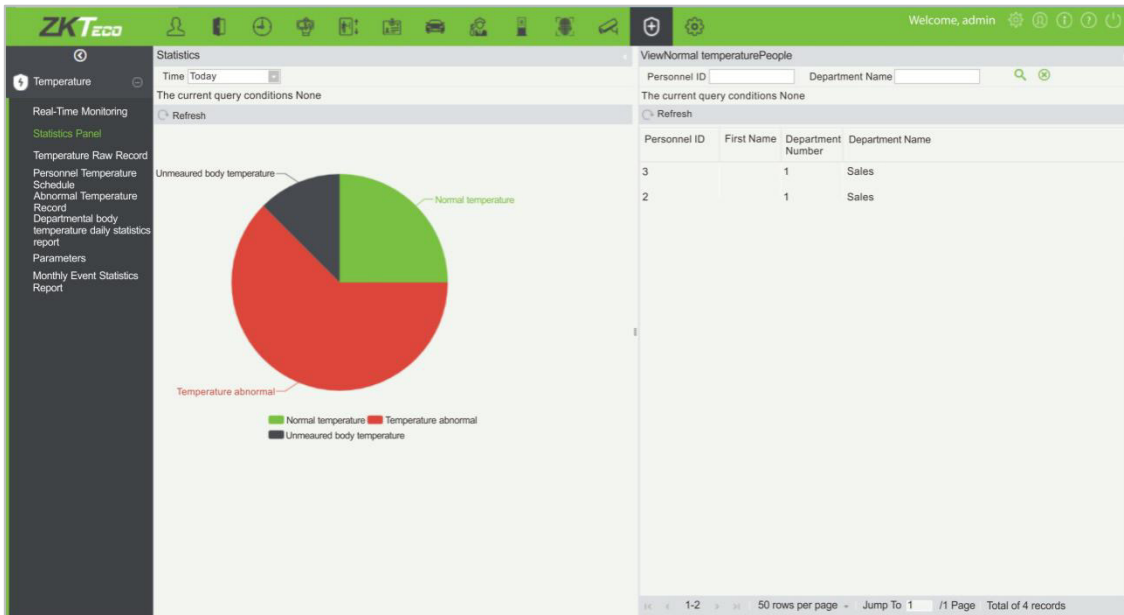 ZKTECO
Welcome, admin
Temperature
Real-Time Monitoring
Statistics Panel
Temperature Raw Record
Personnel Temperature
Schedule
Abnormal Temperature
Record
Departmental body
temperature daily statistics
report
Parameters
Monthly Event Statistics
Report
Statistics
Time Today
The current query conditions None
Refresh
Unmeaured body temperature
Normal temperature
Temperature abnormal
Normal temperature Temperature abnormal
Unmeaured body temperature
ViewNormal temperaturePeople
Personnel ID Department Name
The current query conditions None
Refresh
Personnel ID First Name Department Number Department Name
3 1 Sales
2 1 Sales
1-2 50 rows per page Jump To 1 /1 Page Total of 4 records